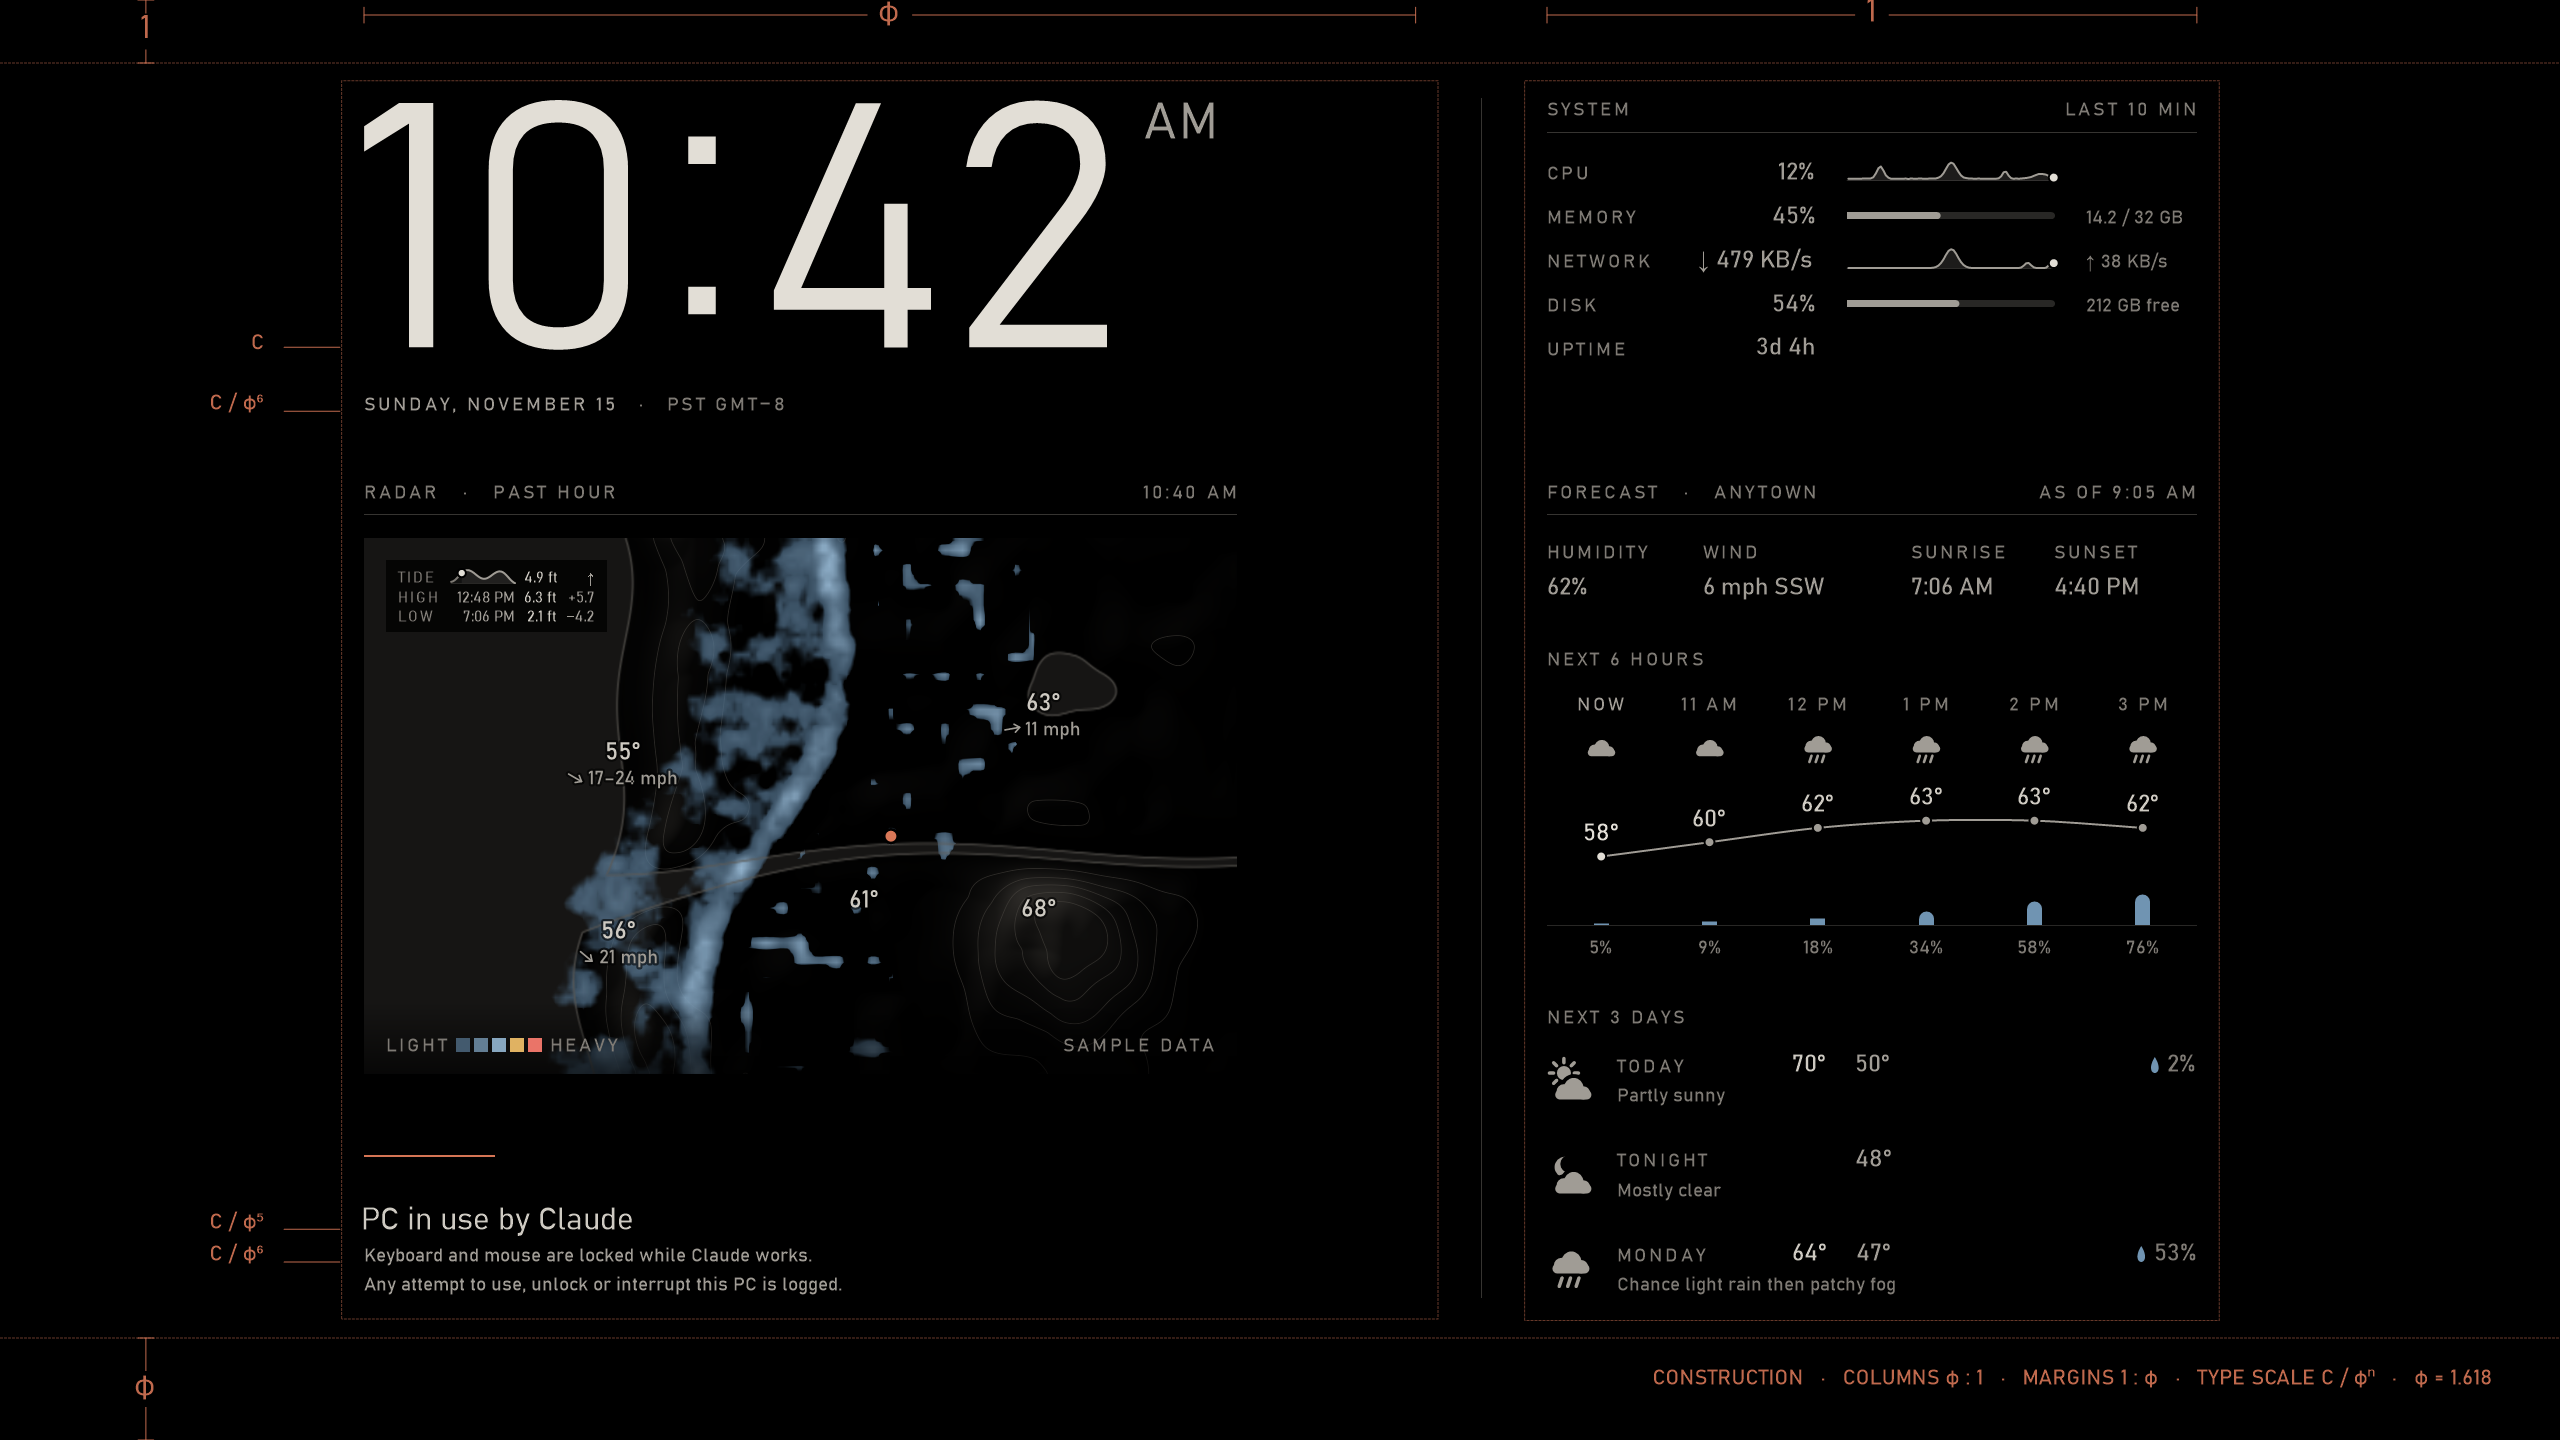 1
ϕ
1
10:42 AM
C
C / ϕ⁶
SUNDAY, NOVEMBER 15 · PST GMT−8
RADAR · PAST HOUR
10:40 AM
TIDE 4.9 ft ↑
HIGH 12:48 PM 6.3 ft +5.7
LOW 7:06 PM 2.1 ft −4.2
63°
→ 11 mph
55°
↘ 17–24 mph
61°
68°
56°
↘ 21 mph
LIGHT HEAVY
SAMPLE DATA
C / ϕ⁵
PC in use by Claude
C / ϕ⁶
Keyboard and mouse are locked while Claude works.
Any attempt to use, unlock or interrupt this PC is logged.
SYSTEM LAST 10 MIN
CPU 12%
MEMORY 45% 14.2 / 32 GB
NETWORK ↓ 479 KB/s ↑ 38 KB/s
DISK 54% 212 GB free
UPTIME 3d 4h
FORECAST · ANYTOWN AS OF 9:05 AM
HUMIDITY WIND SUNRISE SUNSET
62% 6 mph SSW 7:06 AM 4:40 PM
NEXT 6 HOURS
NOW 11 AM 12 PM 1 PM 2 PM 3 PM
58° 60° 62° 63° 63° 62°
5% 9% 18% 34% 58% 76%
NEXT 3 DAYS
TODAY 70° 50° 2%
Partly sunny
TONIGHT 48°
Mostly clear
MONDAY 64° 47° 53%
Chance light rain then patchy fog
ϕ
CONSTRUCTION · COLUMNS ϕ : 1 · MARGINS 1 : ϕ · TYPE SCALE C / ϕⁿ · ϕ = 1.618